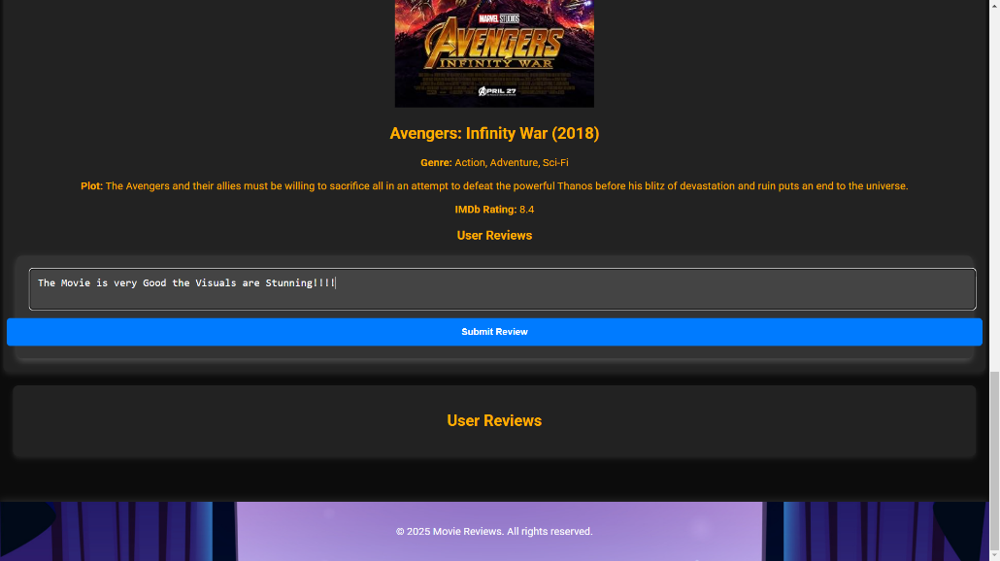 MARVEL STUDIOS
AVENGERS
INFINITY WAR
APRIL 27
Avengers: Infinity War (2018)
Genre: Action, Adventure, Sci-Fi
Plot: The Avengers and their allies must be willing to sacrifice all in an attempt to defeat the powerful Thanos before his blitz of devastation and ruin puts an end to the universe.
IMDb Rating: 8.4
User Reviews
The Movie is very Good the Visuals are Stunning!!!!
Submit Review
User Reviews
© 2025 Movie Reviews. All rights reserved.